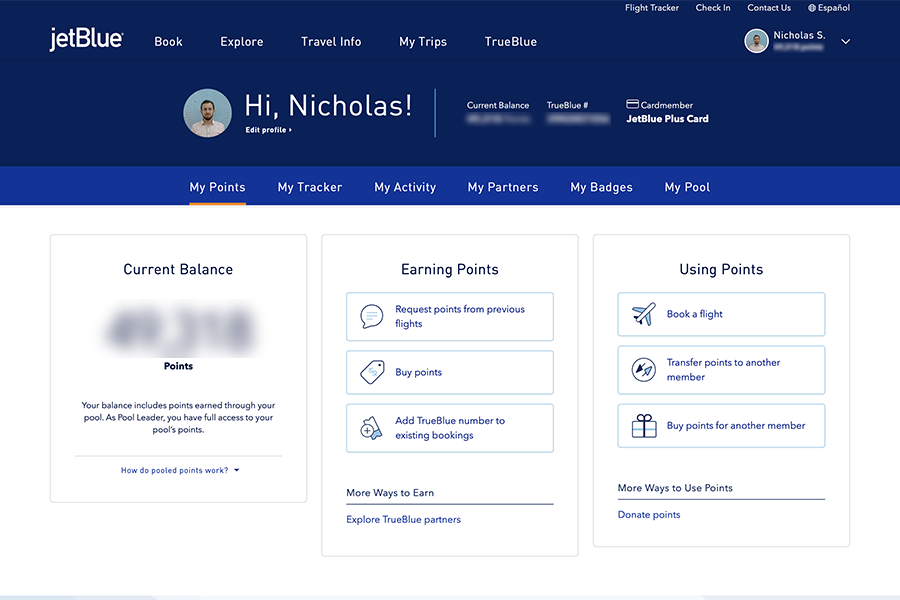 Flight Tracker Check In Contact Us Español
jetBlue
Book Explore Travel Info My Trips TrueBlue
Nicholas S.
Hi, Nicholas!
Edit profile ›
Current Balance TrueBlue # Cardmember
JetBlue Plus Card
My Points My Tracker My Activity My Partners My Badges My Pool
Current Balance
Points
Your balance includes points earned through your
pool. As Pool Leader, you have full access to your
pool’s points.
How do pooled points work?
Earning Points
Request points from previous
flights
Buy points
Add TrueBlue number to
existing bookings
More Ways to Earn
Explore TrueBlue partners
Using Points
Book a flight
Transfer points to another
member
Buy points for another member
More Ways to Use Points
Donate points